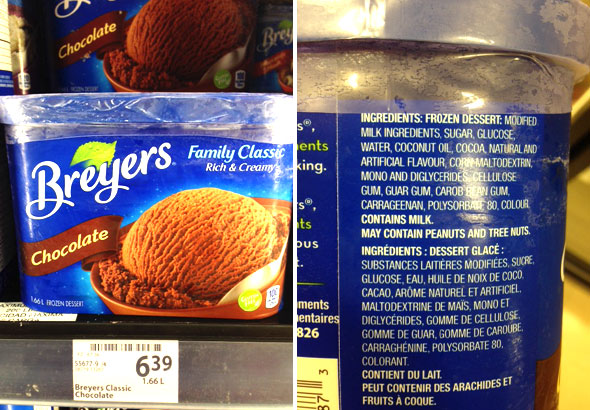 Chocolate
Breyers
Family Classic
Rich & Creamy
Chocolate
1.66 L FROZEN DESSERT
6.39
1.66 L
Breyers Classic
Chocolate
INGREDIENTS: FROZEN DESSERT: MODIFIED
MILK INGREDIENTS, SUGAR, GLUCOSE,
WATER, COCONUT OIL, COCOA, NATURAL AND
ARTIFICIAL FLAVOUR, CORN MALTODEXTRIN,
MONO AND DIGLYCERIDES, CELLULOSE
GUM, GUAR GUM, CAROB BEAN GUM,
CARRAGEENAN, POLYSORBATE 80, COLOUR.
CONTAINS MILK.
MAY CONTAIN PEANUTS AND TREE NUTS.
INGRÉDIENTS : DESSERT GLACÉ :
SUBSTANCES LAITIÈRES MODIFIÉES, SUCRE,
GLUCOSE, EAU, HUILE DE NOIX DE COCO,
CACAO, ARÔME NATUREL ET ARTIFICIEL,
MALTODEXTRINE DE MAÏS, MONO ET
DIGLYCÉRIDES, GOMME DE CELLULOSE,
GOMME DE GUAR, GOMME DE CAROUBE,
CARRAGHÉNINE, POLYSORBATE 80,
COLORANT.
CONTIENT DU LAIT.
PEUT CONTENIR DES ARACHIDES ET
FRUITS À COQUE.